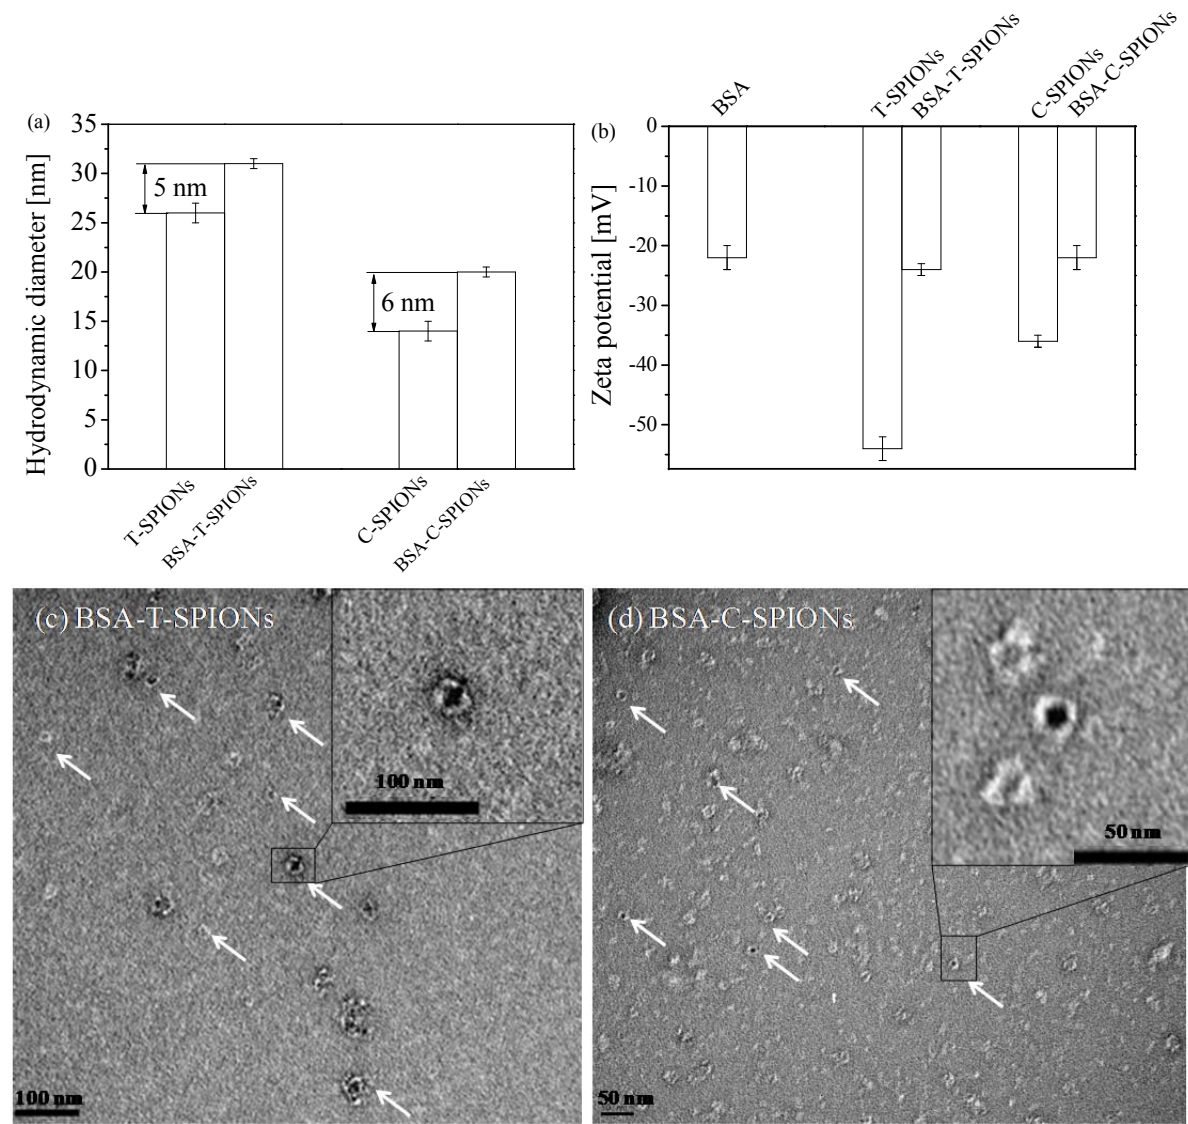 (a)
Hydrodynamic diameter [nm]
35
30
25
20
15
10
5
0
5 nm
6 nm
T-SPIONs
BSA-T-SPIONs
C-SPIONs
BSA-C-SPIONs
(b)
BSA
T-SPIONs
BSA-T-SPIONs
C-SPIONs
BSA-C-SPIONs
Zeta potential [mV]
0
-10
-20
-30
-40
-50
(c) BSA-T-SPIONs
100 nm
100 nm
(d) BSA-C-SPIONs
50 nm
50 nm